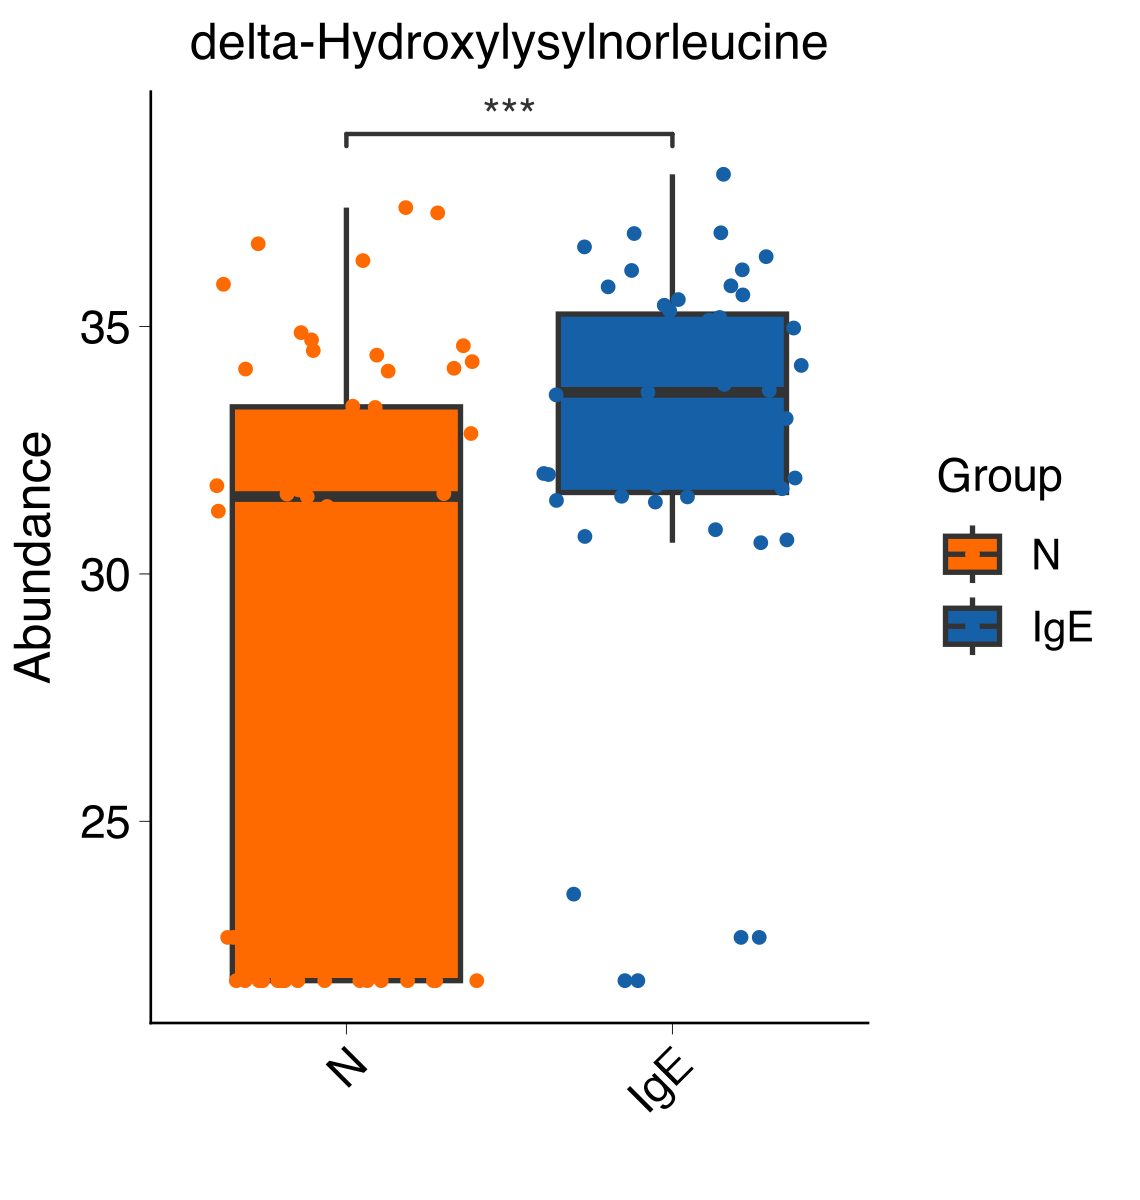 delta-Hydroxylysylnorleucine
***
Abundance
35
30
25
N
IgE
Group
N
IgE